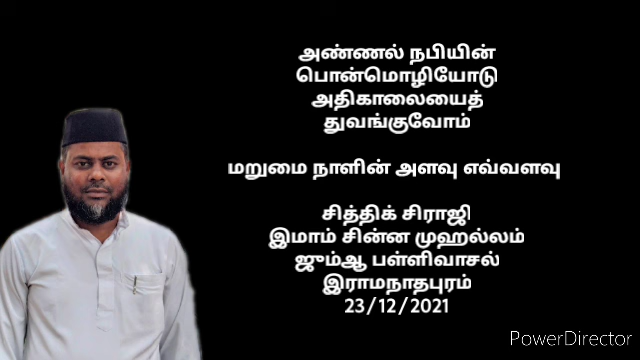 அண்ணல் நபியின்
பொன்மொழியோடு
அதிகாலையைத்
துவங்குவோம்
மறுமை நாளின் அளவு எவ்வளவு
சித்திக் சிராஜி
இமாம் சின்ன முஹல்லம்
ஜும்ஆ பள்ளிவாசல்
இராமநாதபுரம்
23/12/2021
PowerDirector